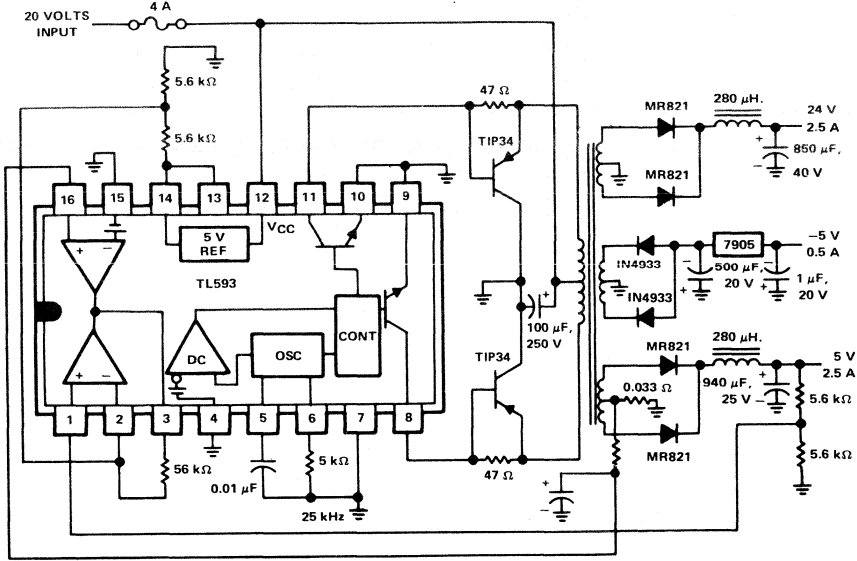 20 VOLTS
INPUT
4 A
5.6 kΩ
5.6 kΩ
47 Ω
TIP34
MR821
280 μH.
24 V
2.5 A
850 μF,
40 V
MR821
16
15
14
13
12
11
10
9
5 V
REF
VCC
TL593
+
−
+
−
DC
OSC
CONT
1
2
3
4
5
6
7
8
56 kΩ
0.01 μF
5 kΩ
25 kHz
+
100 μF,
250 V
TIP34
47 Ω
IN4933
7905
−5 V
0.5 A
500 μF,
20 V
1 μF,
20 V
IN4933
MR821
280 μH.
5 V
2.5 A
0.033 Ω
940 μF,
25 V
5.6 kΩ
MR821
5.6 kΩ
+
−